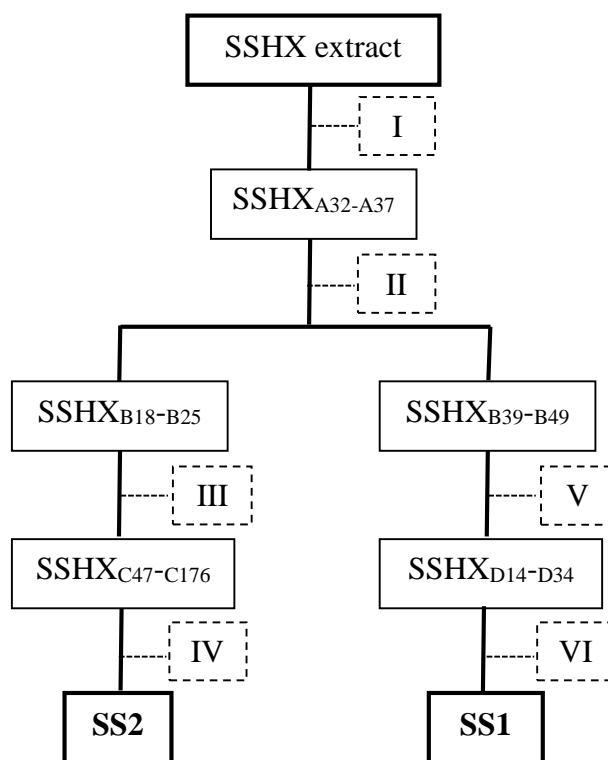 SSHX extract
I
SSHXA32-A37
II
SSHXB18-B25
SSHXB39-B49
III
V
SSHXC47-C176
SSHXD14-D34
IV
VI
SS2
SS1